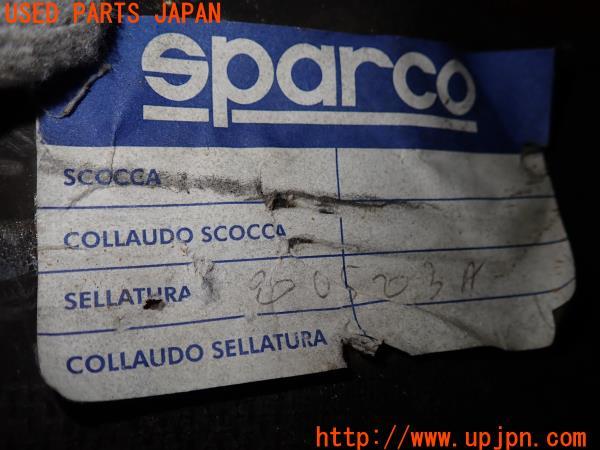 USED PARTS JAPAN
sparco
SCOCCA
COLLAUDO SCOCCA
SELLATURA
COLLAUDO SELLATURA
http://www.upjpn.com